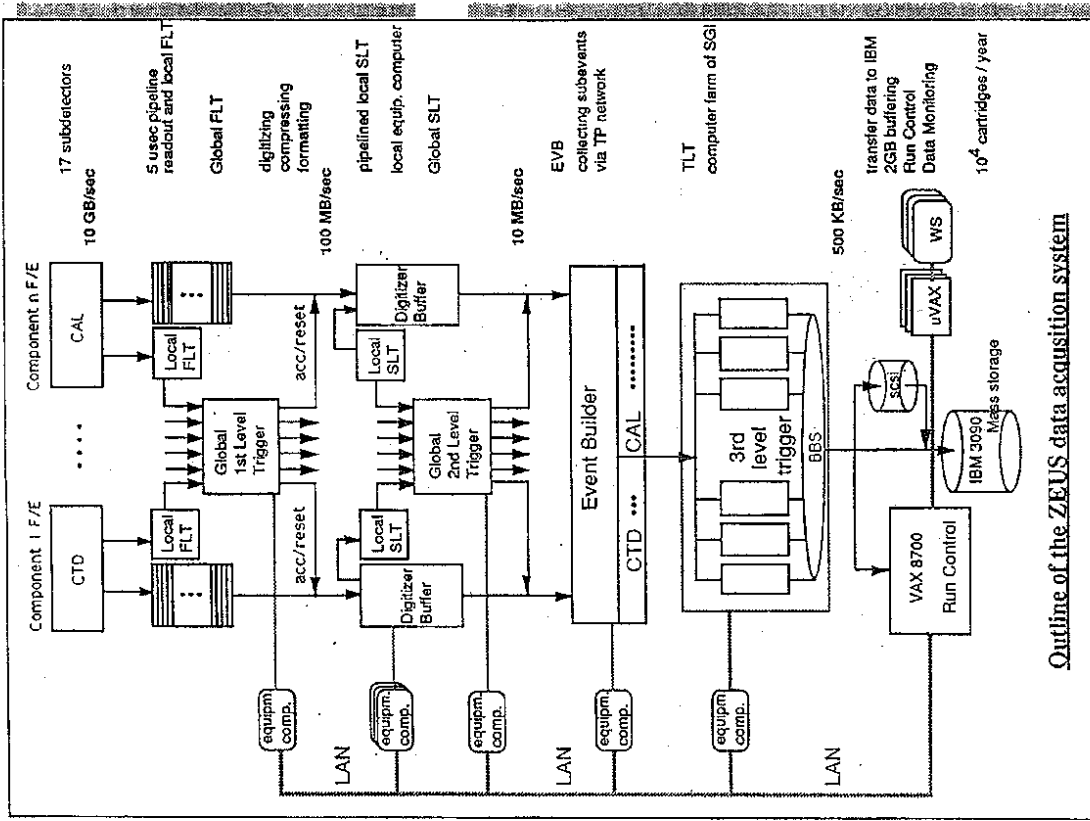 Component 1 F/E
• • • • •
Component n F/E
17 subdetectors
CTD
CAL
10 GB/sec
5 usec pipeline
readout and local FLT
Local
FLT
Local
FLT
Global FLT
Global
1st Level
Trigger
digitizing
compressing
formatting
acc/reset
acc/reset
100 MB/sec
equipm.
comp.
LAN
Digitizer
Buffer
Local
SLT
Local
SLT
Digitizer
Buffer
pipelined local SLT
local equip. computer
equipm.
comp.
Global
2nd Level
Trigger
Global SLT
equipm.
comp.
10 MB/sec
LAN
Event Builder
EVB
collecting subevents
via TP network
CTD ••• CAL •••••••••
equipm.
comp.
3rd
level
trigger
TLT
computer farm of SGI
equipm.
comp.
BBS
LAN
500 KB/sec
VAX 8700
Run Control
scsi
uVAX
WS
transfer data to IBM
2GB buffering
Run Control
Data Monitoring
IBM 3090
Mass storage
10^4 cartridges / year
Outline of the ZEUS data acqusition system